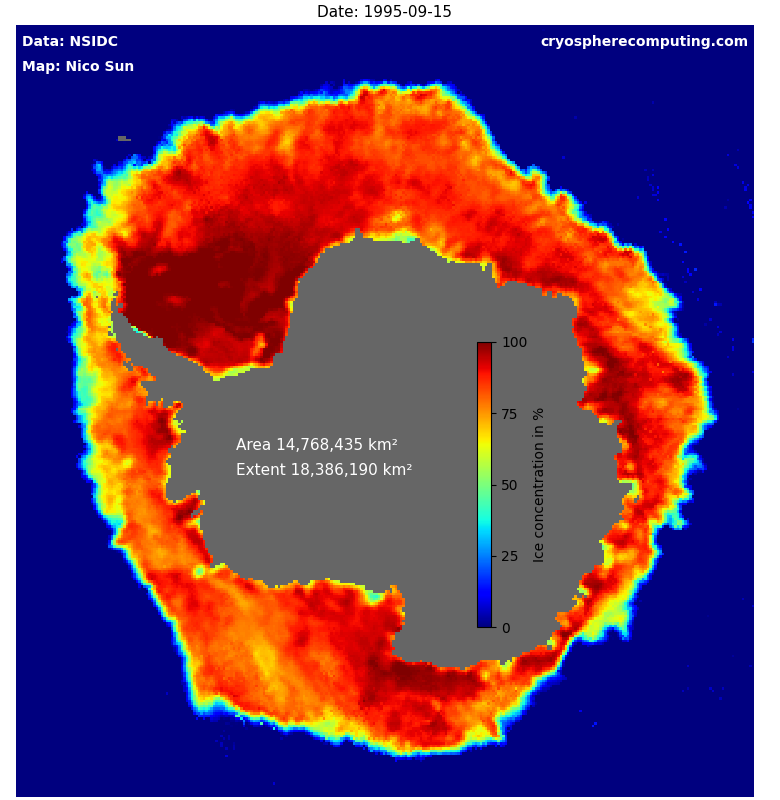 Date: 1995-09-15
Data: NSIDC
cryospherecomputing.com
Map: Nico Sun
100
75
50
25
0
Ice concentration in %
Area 14,768,435 km²
Extent 18,386,190 km²